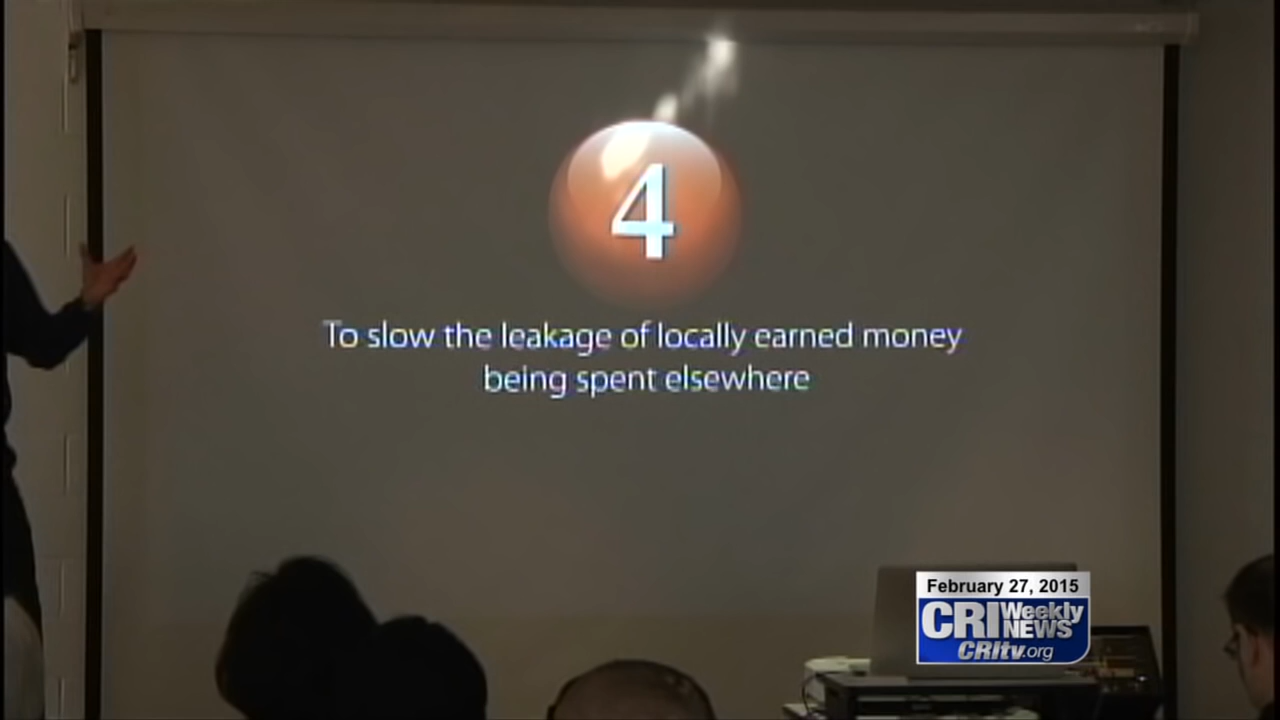 4
To slow the leakage of locally earned money
being spent elsewhere
February 27, 2015
CRI Weekly
NEWS
CRItv.org